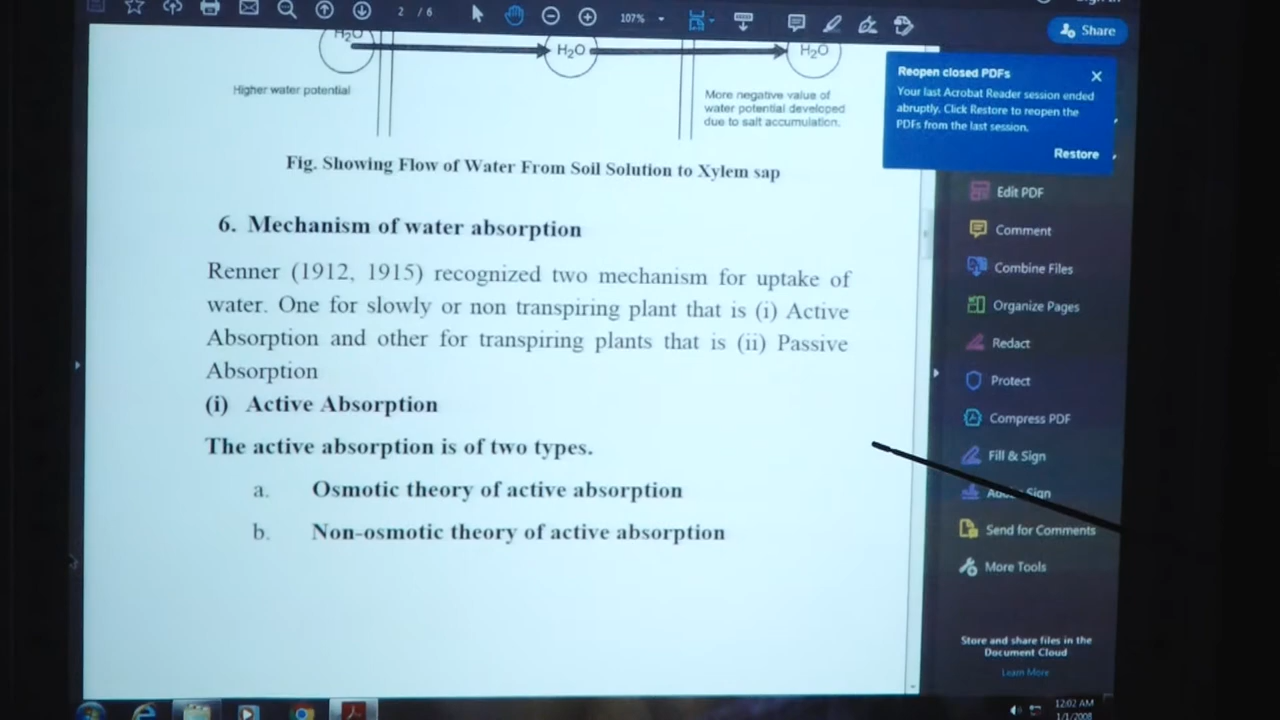 2 / 6
107%
Share
H₂O
H₂O
H₂O
Higher water potential
More negative value of
water potential developed
due to salt accumulation.
Fig. Showing Flow of Water From Soil Solution to Xylem sap
6. Mechanism of water absorption
Renner (1912, 1915) recognized two mechanism for uptake of
water. One for slowly or non transpiring plant that is (i) Active
Absorption and other for transpiring plants that is (ii) Passive
Absorption
(i) Active Absorption
The active absorption is of two types.
a. Osmotic theory of active absorption
b. Non-osmotic theory of active absorption
Reopen closed PDFs
Your last Acrobat Reader session ended
abruptly. Click Restore to reopen the
PDFs from the last session.
Restore
Edit PDF
Comment
Combine Files
Organize Pages
Redact
Protect
Compress PDF
Fill & Sign
Sign
Send for Comments
More Tools
Store and share files in the
Document Cloud
Learn More
12:02 AM
1/1/2008